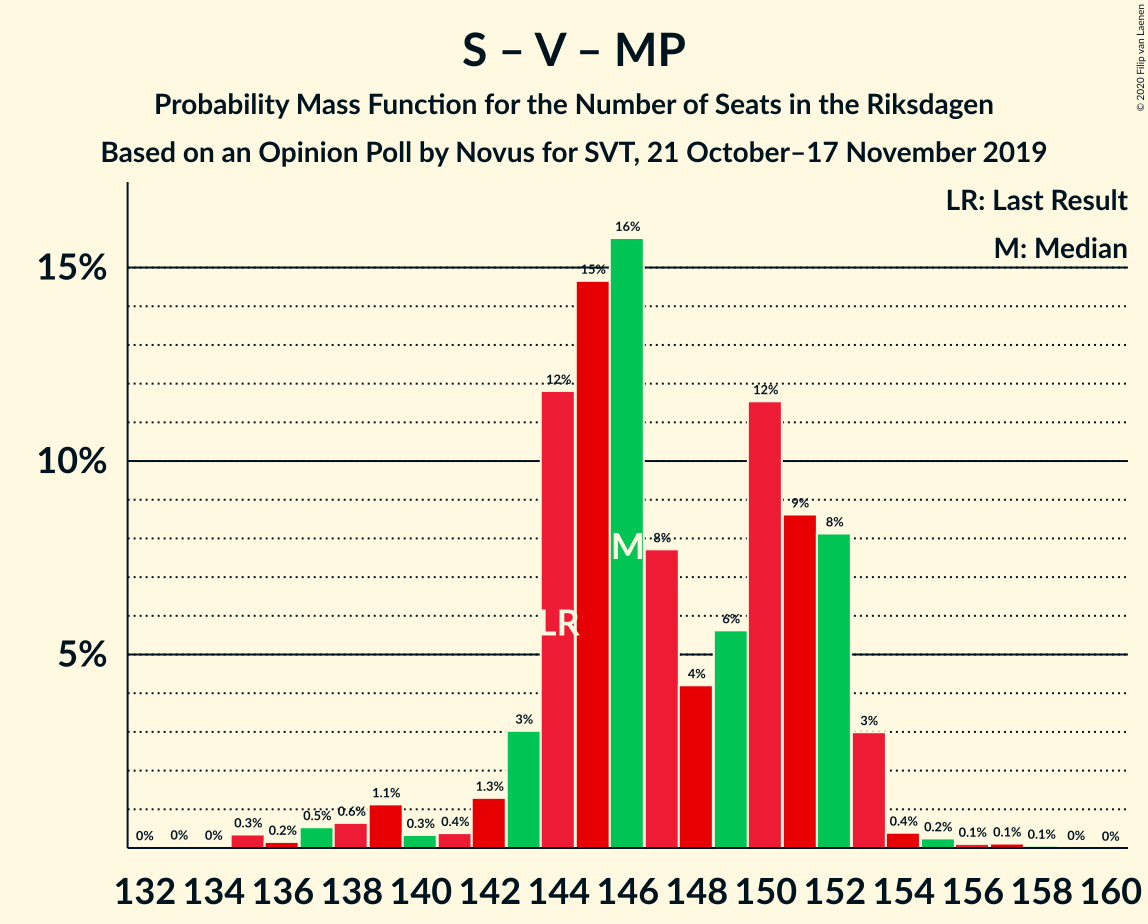 S – V – MP
Probability Mass Function for the Number of Seats in the Riksdagen
Based on an Opinion Poll by Novus for SVT, 21 October–17 November 2019
© 2020 Filip van Laenen
LR: Last Result
M: Median
15%
10%
5%
0% 0% 0% 0.3% 0.2% 0.5% 0.6% 1.1% 0.3% 0.4% 1.3% 3% 12% 15% 16% 8% 4% 6% 12% 9% 8% 3% 0.4% 0.2% 0.1% 0.1% 0.1% 0% 0%
LR M
132 134 136 138 140 142 144 146 148 150 152 154 156 158 160